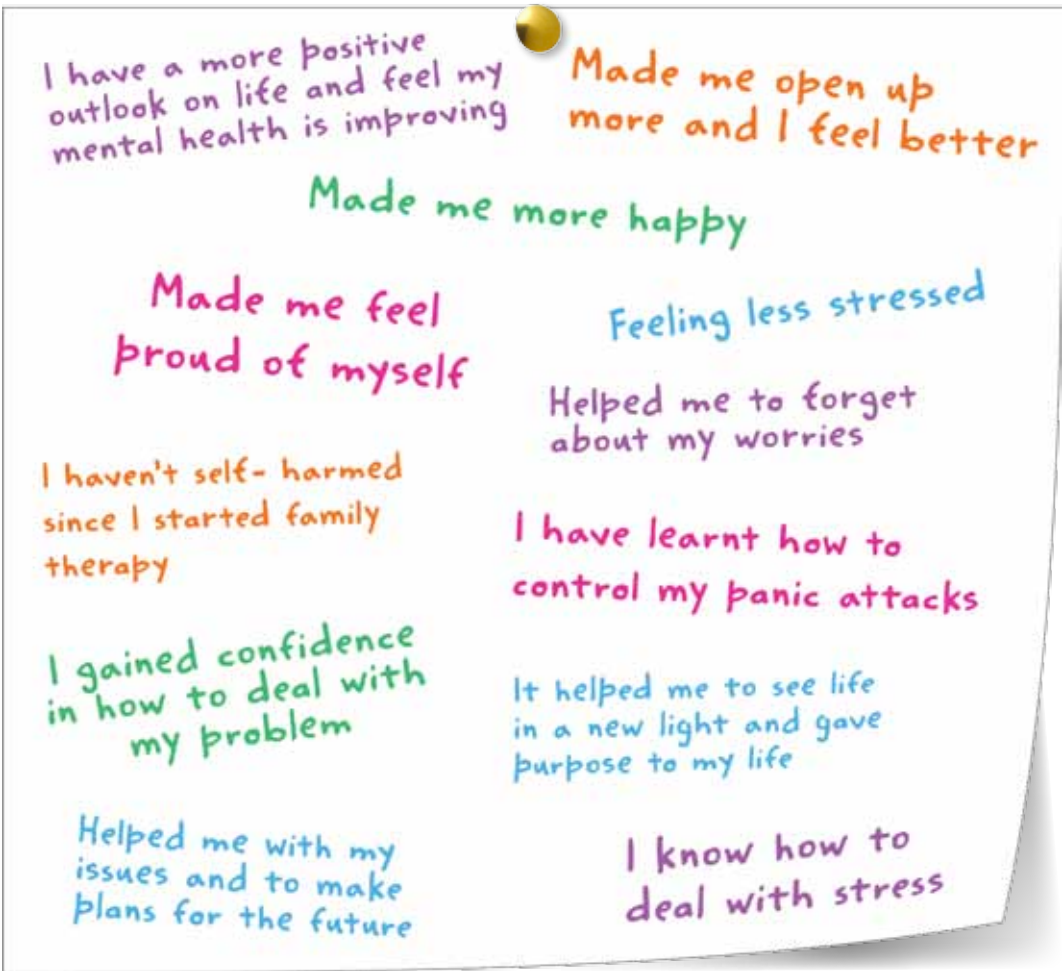 I have a more positive
outlook on life and feel my
mental health is improving
Made me open up
more and I feel better
Made me more happy
Made me feel
proud of myself
Feeling less stressed
Helped me to forget
about my worries
I haven't self- harmed
since I started family
therapy
I have learnt how to
control my panic attacks
I gained confidence
in how to deal with
my problem
It helped me to see life
in a new light and gave
purpose to my life
Helped me with my
issues and to make
plans for the future
I know how to
deal with stress